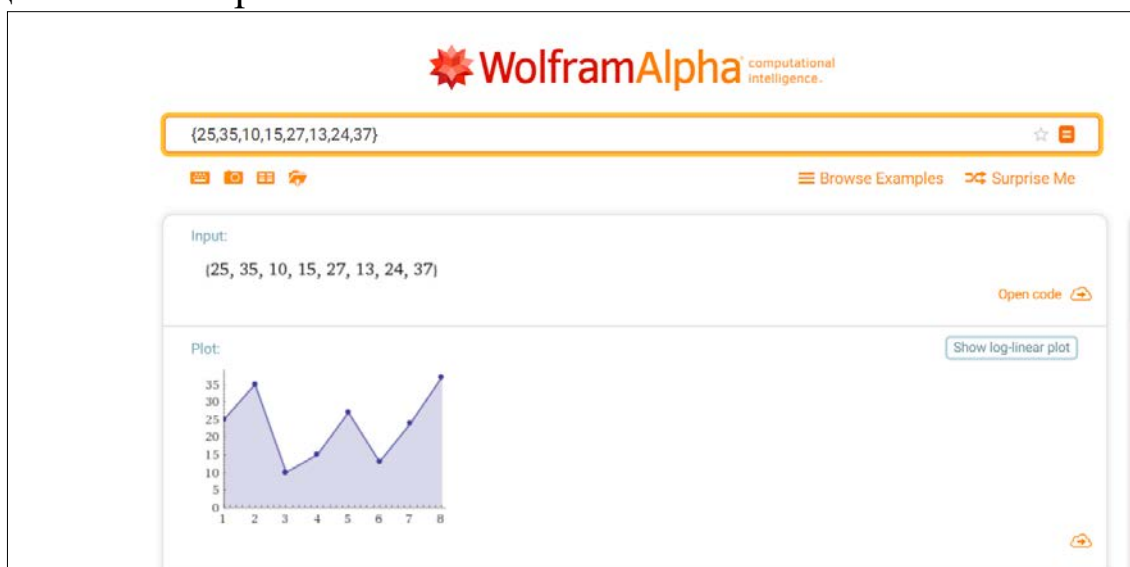 WolframAlpha computational intelligence.
{25,35,10,15,27,13,24,37}
Browse Examples Surprise Me
Input:
{25, 35, 10, 15, 27, 13, 24, 37}
Open code
Plot:
Show log-linear plot
35
30
25
20
15
10
5
0
1 2 3 4 5 6 7 8